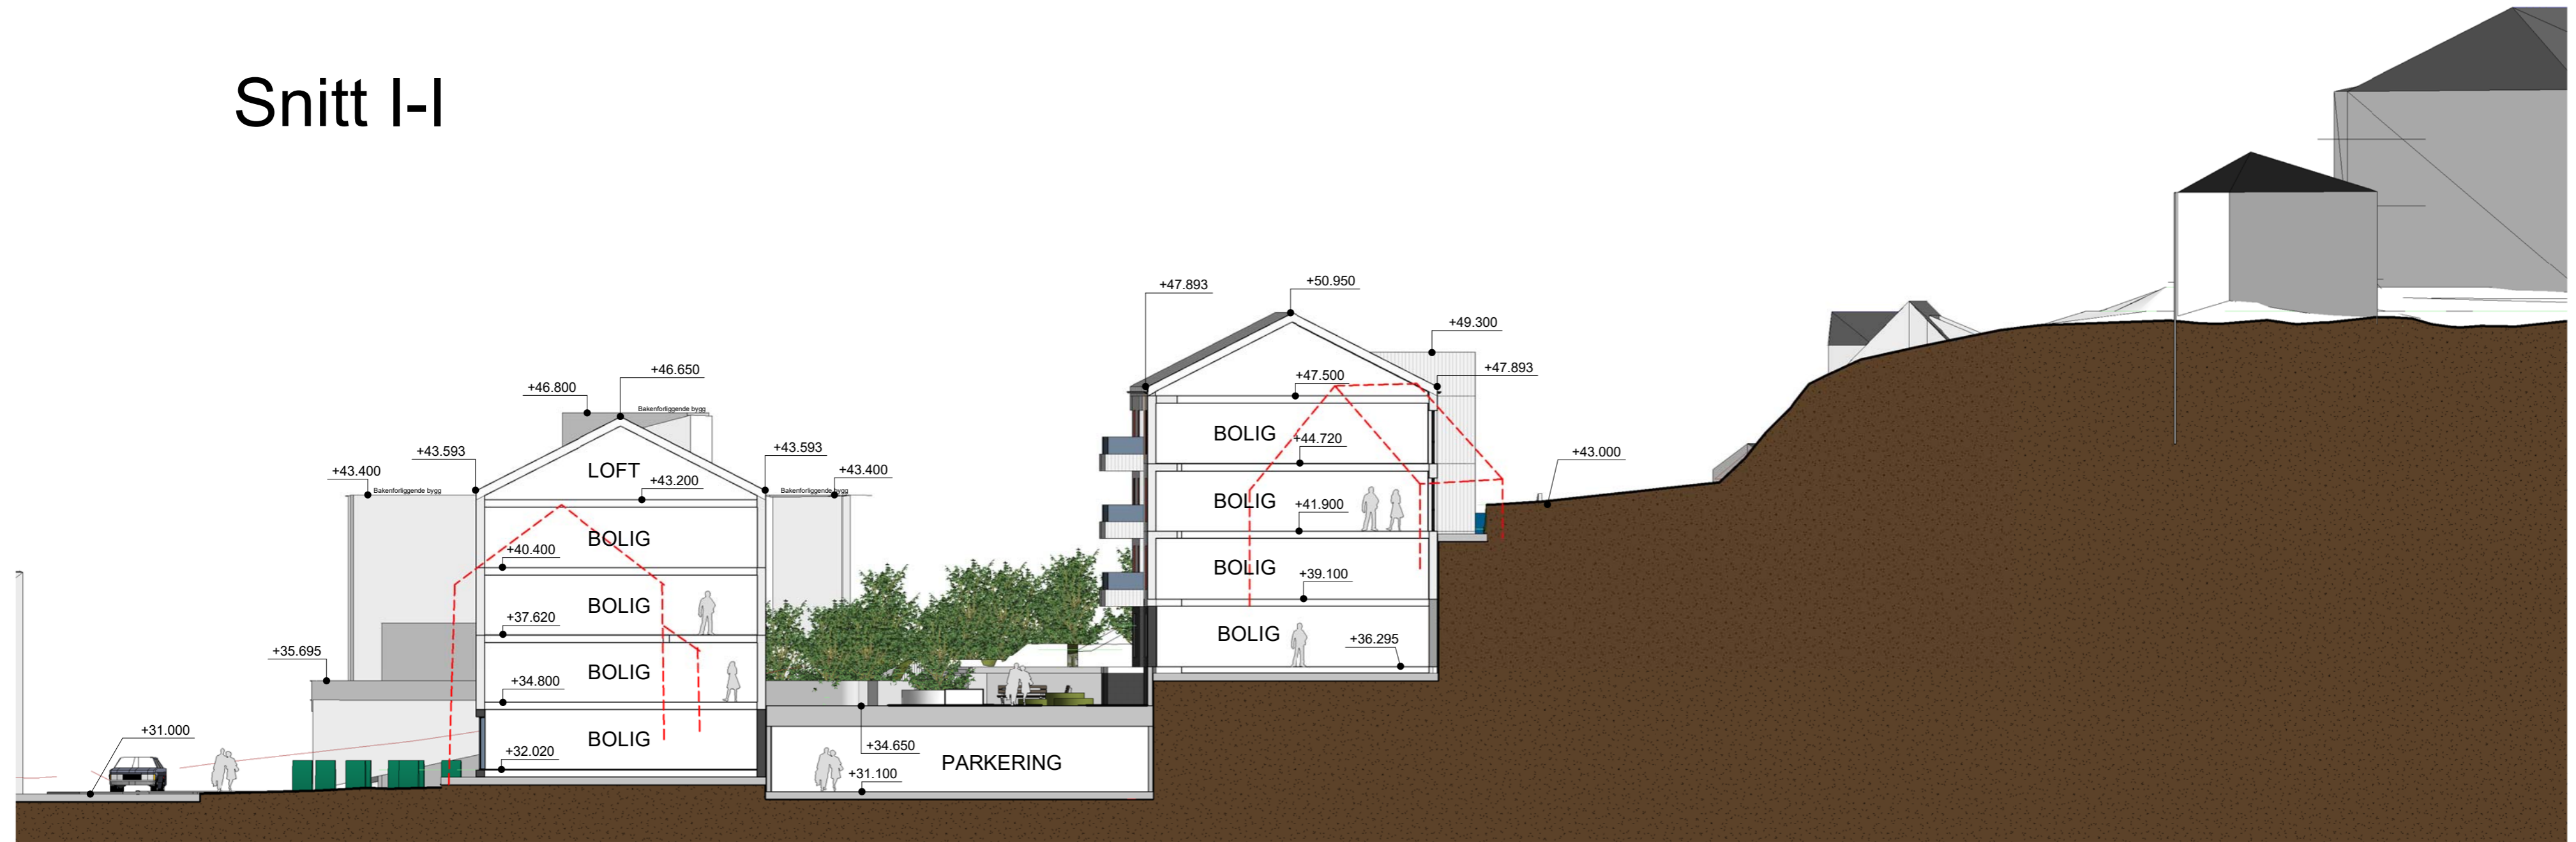 Snitt I-I
+50.950
+47.893
+49.300
+47.893
+47.500
+46.650
+46.800
Bakenforliggende bygg
BOLIG
+44.720
+43.593
+43.593
+43.400
+43.400
Bakenforliggende bygg
Bakenforliggende bygg
LOFT
+43.200
+43.000
BOLIG
+41.900
BOLIG
+40.400
BOLIG
+39.100
BOLIG
+37.620
BOLIG
+36.295
+35.695
BOLIG
+34.800
+31.000
BOLIG
+32.020
+34.650
PARKERING
+31.100